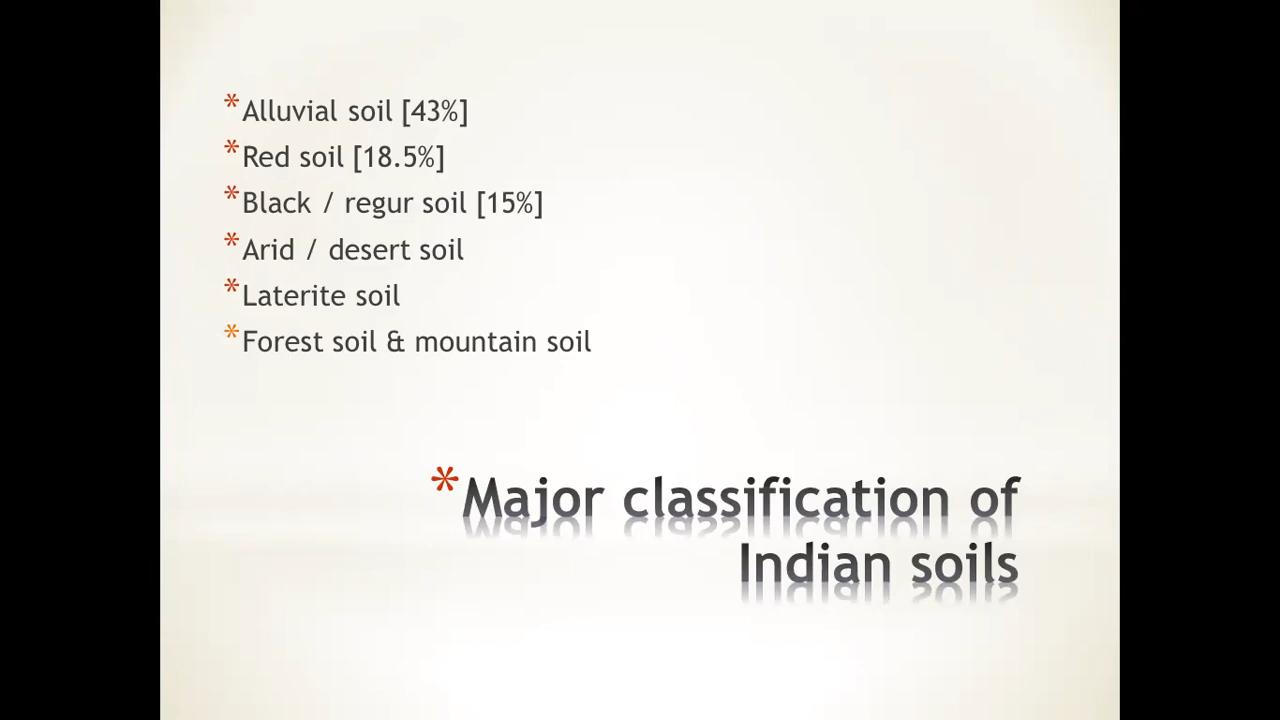 *Alluvial soil [43%]
*Red soil [18.5%]
*Black / regur soil [15%]
*Arid / desert soil
*Laterite soil
*Forest soil & mountain soil
*Major classification of
Indian soils